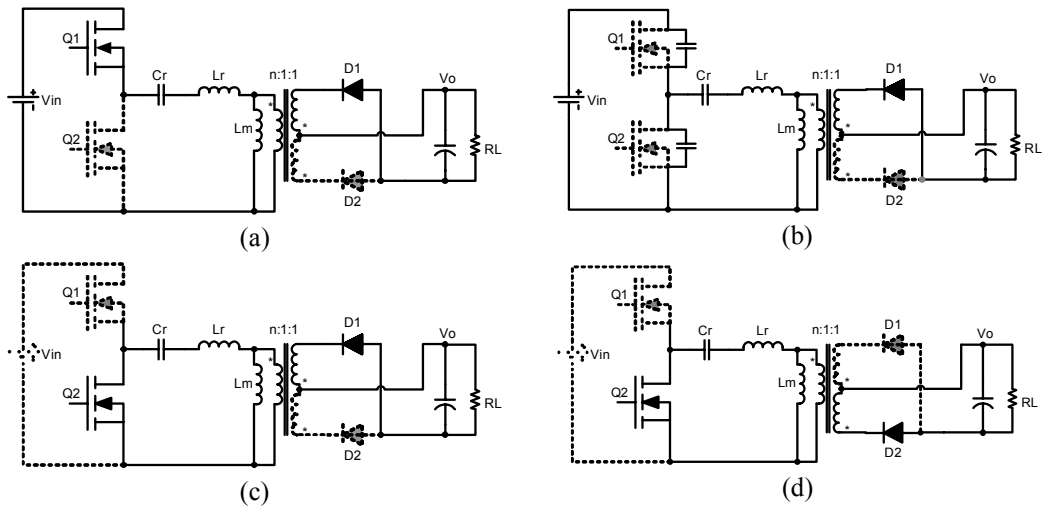 Q1
Cr
Lr
n:1:1
D1
Vo
*
+
Vin
Q2
Lm
*
RL
*
D2
(a)
Q1
Cr
Lr
n:1:1
D1
Vo
*
+
Vin
Q2
Lm
*
RL
*
D2
(b)
Q1
Cr
Lr
n:1:1
D1
Vo
*
+
Vin
Q2
Lm
*
RL
*
D2
(c)
Q1
Cr
Lr
n:1:1
D1
Vo
*
+
Vin
Q2
Lm
*
RL
*
D2
(d)